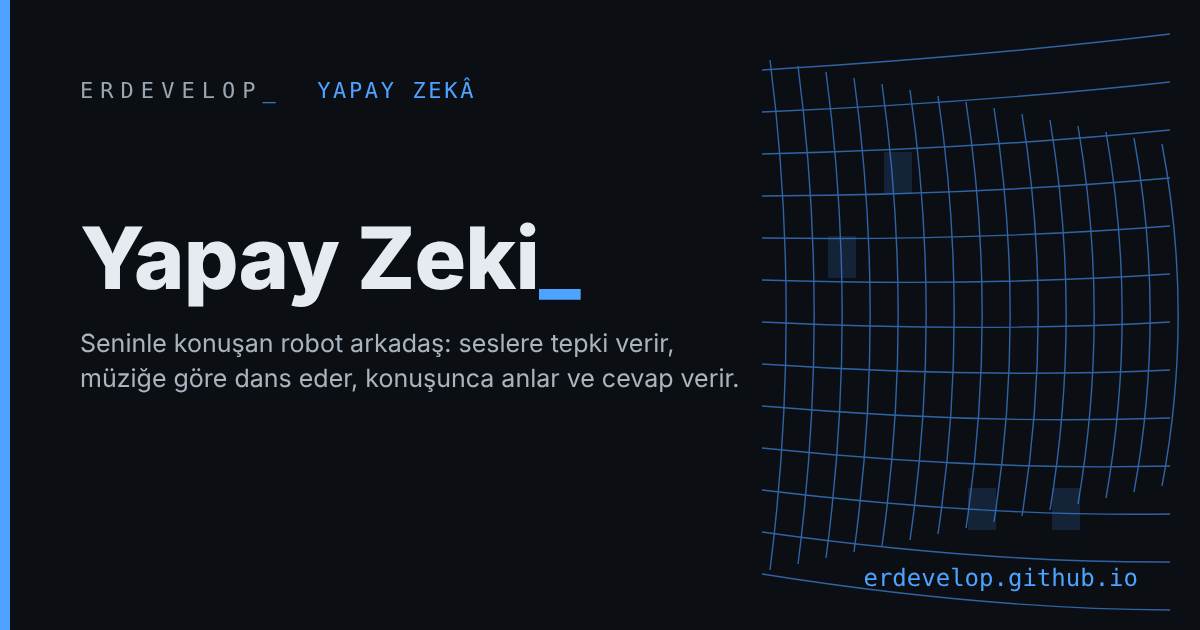 ERDEVELOP_ YAPAY ZEKÂ
Yapay Zeki_
Seninle konuşan robot arkadaş: seslere tepki verir,
müziğe göre dans eder, konuşunca anlar ve cevap verir.
erdevelop.github.io